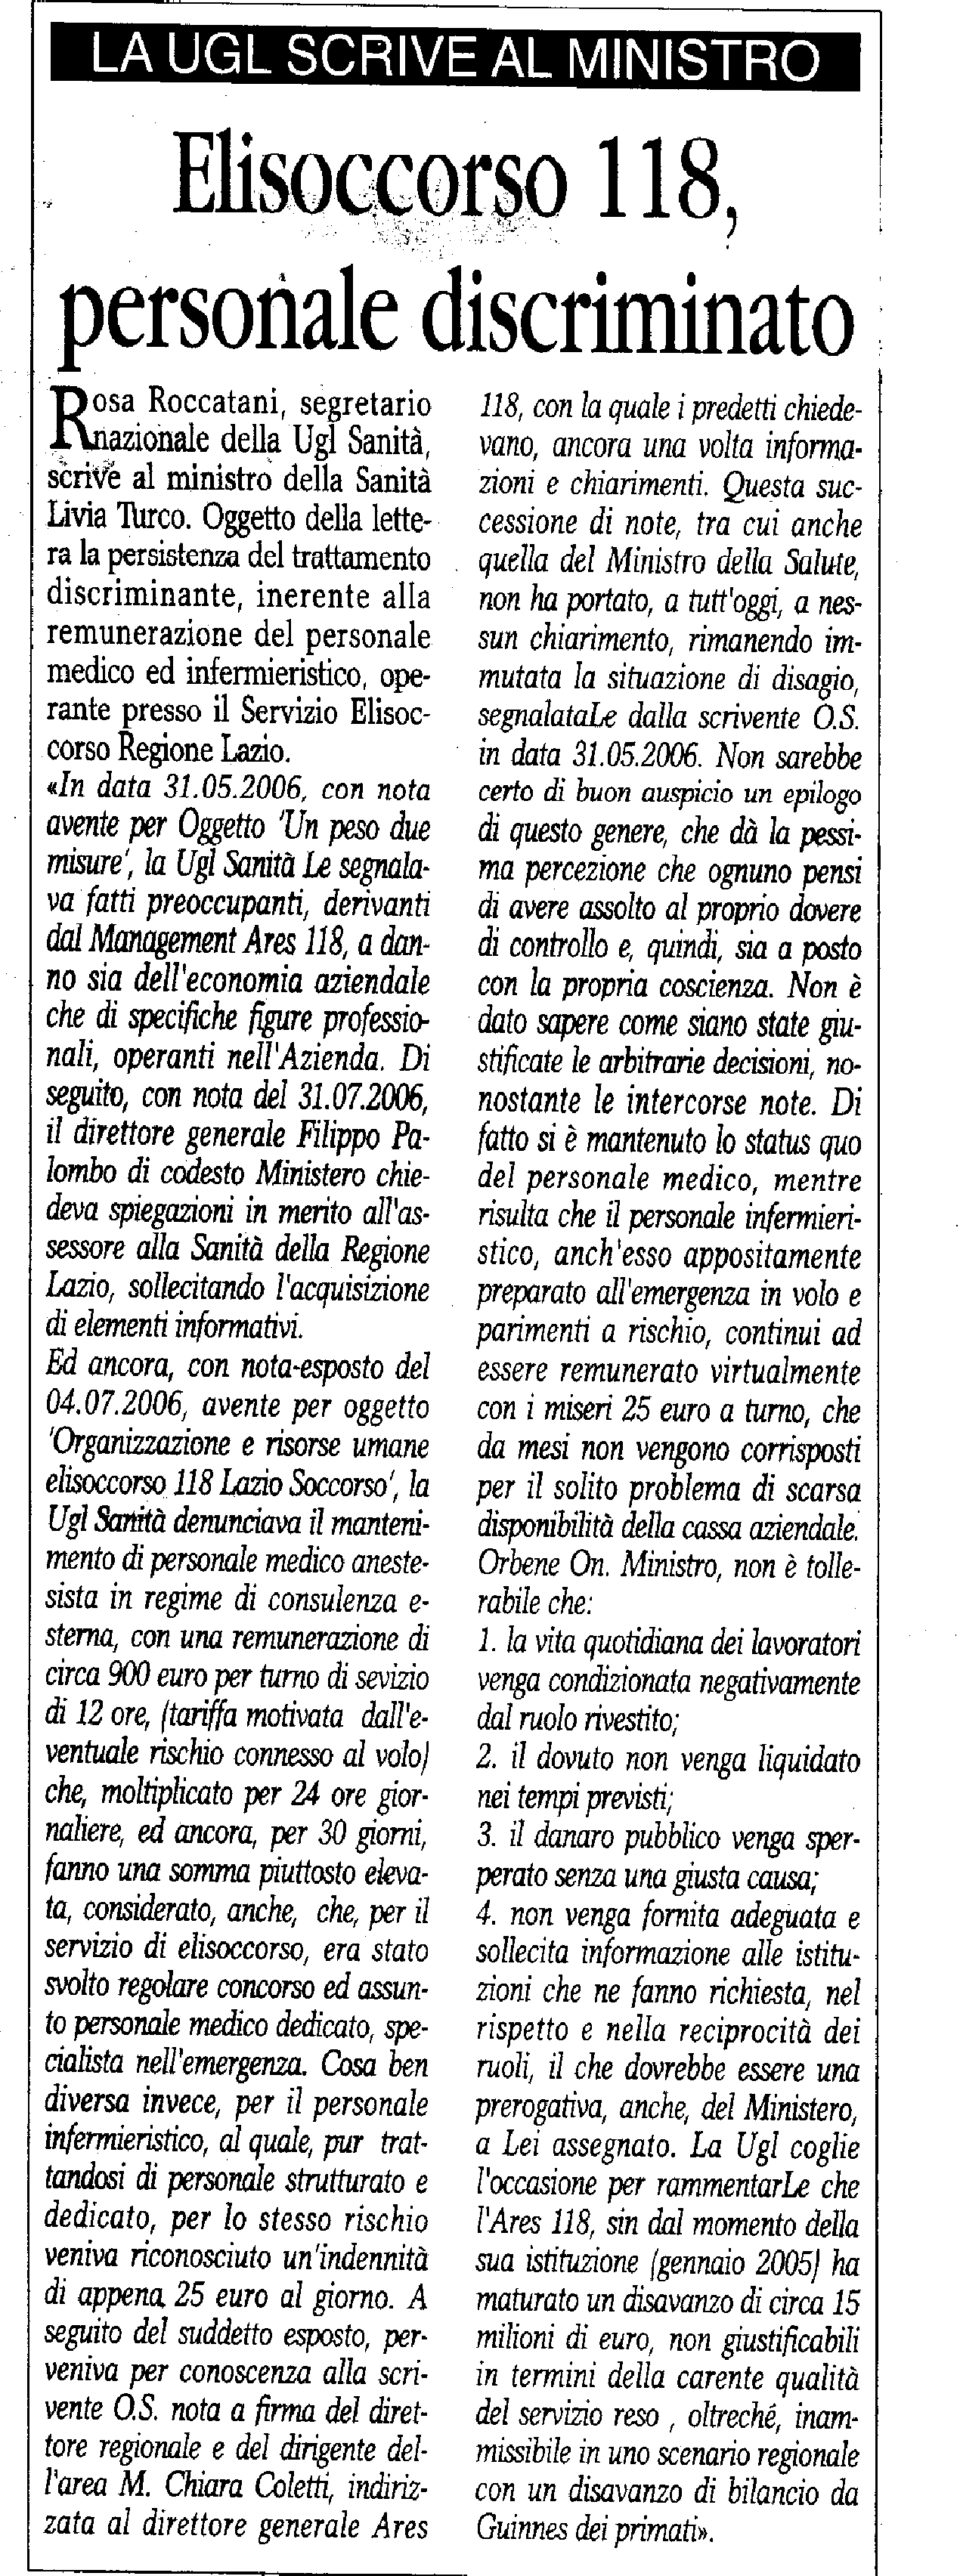 LA UGL SCRIVE AL MINISTRO
Elisoccorso 118,
personale discriminato
Rosa Roccatani, segretario
nazionale della Ugl Sanità,
scrive al ministro della Sanità
Livia Turco. Oggetto della lette-
ra la persistenza del trattamento
discriminante, inerente alla
remunerazione del personale
medico ed infermieristico, ope-
rante presso il Servizio Elisoc-
corso Regione Lazio.
«In data 31.05.2006, con nota
avente per Oggetto 'Un peso due
misure', la Ugl Sanità Le segnala-
va fatti preoccupanti, derivanti
dal Management Ares 118, a dan-
no sia dell'economia aziendale
che di specifiche figure professio-
nali, operanti nell'Azienda. Di
seguito, con nota del 31.07.2006,
il direttore generale Filippo Pa-
lombo di codesto Ministero chie-
deva spiegazioni in merito all'as-
sessore alla Sanità della Regione
Lazio, sollecitando l'acquisizione
di elementi informativi.
Ed ancora, con nota-esposto del
04.07.2006, avente per oggetto
'Organizzazione e risorse umane
elisoccorso 118 Lazio Soccorso', la
Ugl Sanità denunciava il manteni-
mento di personale medico aneste-
sista in regime di consulenza e-
sterna, con una remunerazione di
circa 900 euro per turno di sevizio
di 12 ore, (tariffa motivata dall'e-
ventuale rischio connesso al volo)
che, moltiplicato per 24 ore gior-
naliere, ed ancora, per 30 giorni,
fanno una somma piuttosto eleva-
ta, considerato, anche, che, per il
servizio di elisoccorso, era stato
svolto regolare concorso ed assun-
to personale medico dedicato, spe-
cialista nell'emergenza. Cosa ben
diversa invece, per il personale
infermieristico, al quale, pur trat-
tandosi di personale strutturato e
dedicato, per lo stesso rischio
veniva riconosciuto un'indennità
di appena 25 euro al giorno. A
seguito del suddetto esposto, per-
veniva per conoscenza alla scri-
vente O.S. nota a firma del diret-
tore regionale e del dirigente del-
l'area M. Chiara Coletti, indiriz-
zata al direttore generale Ares
118, con la quale i predetti chiede-
vano, ancora una volta informa-
zioni e chiarimenti. Questa suc-
cessione di note, tra cui anche
quella del Ministro della Salute,
non ha portato, a tutt'oggi, a nes-
sun chiarimento, rimanendo im-
mutata la situazione di disagio,
segnalataLe dalla scrivente O.S.
in data 31.05.2006. Non sarebbe
certo di buon auspicio un epilogo
di questo genere, che dà la pessi-
ma percezione che ognuno pensi
di avere assolto al proprio dovere
di controllo e, quindi, sia a posto
con la propria coscienza. Non è
dato sapere come siano state giu-
stificate le arbitrarie decisioni, no-
nostante le intercorse note. Di
fatto si è mantenuto lo status quo
del personale medico, mentre
risulta che il personale infermieri-
stico, anch'esso appositamente
preparato all'emergenza in volo e
parimenti a rischio, continui ad
essere remunerato virtualmente
con i miseri 25 euro a turno, che
da mesi non vengono corrisposti
per il solito problema di scarsa
disponibilità della cassa aziendale.
Orbene On. Ministro, non è tolle-
rabile che:
1. la vita quotidiana dei lavoratori
venga condizionata negativamente
dal ruolo rivestito;
2. il dovuto non venga liquidato
nei tempi previsti;
3. il danaro pubblico venga sper-
perato senza una giusta causa;
4. non venga fornita adeguata e
sollecita informazione alle istitu-
zioni che ne fanno richiesta, nel
rispetto e nella reciprocità dei
ruoli, il che dovrebbe essere una
prerogativa, anche, del Ministero,
a Lei assegnato. La Ugl coglie
l'occasione per rammentarLe che
l'Ares 118, sin dal momento della
sua istituzione (gennaio 2005) ha
maturato un disavanzo di circa 15
milioni di euro, non giustificabili
in termini della carente qualità
del servizio reso , oltreché, inam-
missibile in uno scenario regionale
con un disavanzo di bilancio da
Guinnes dei primati».